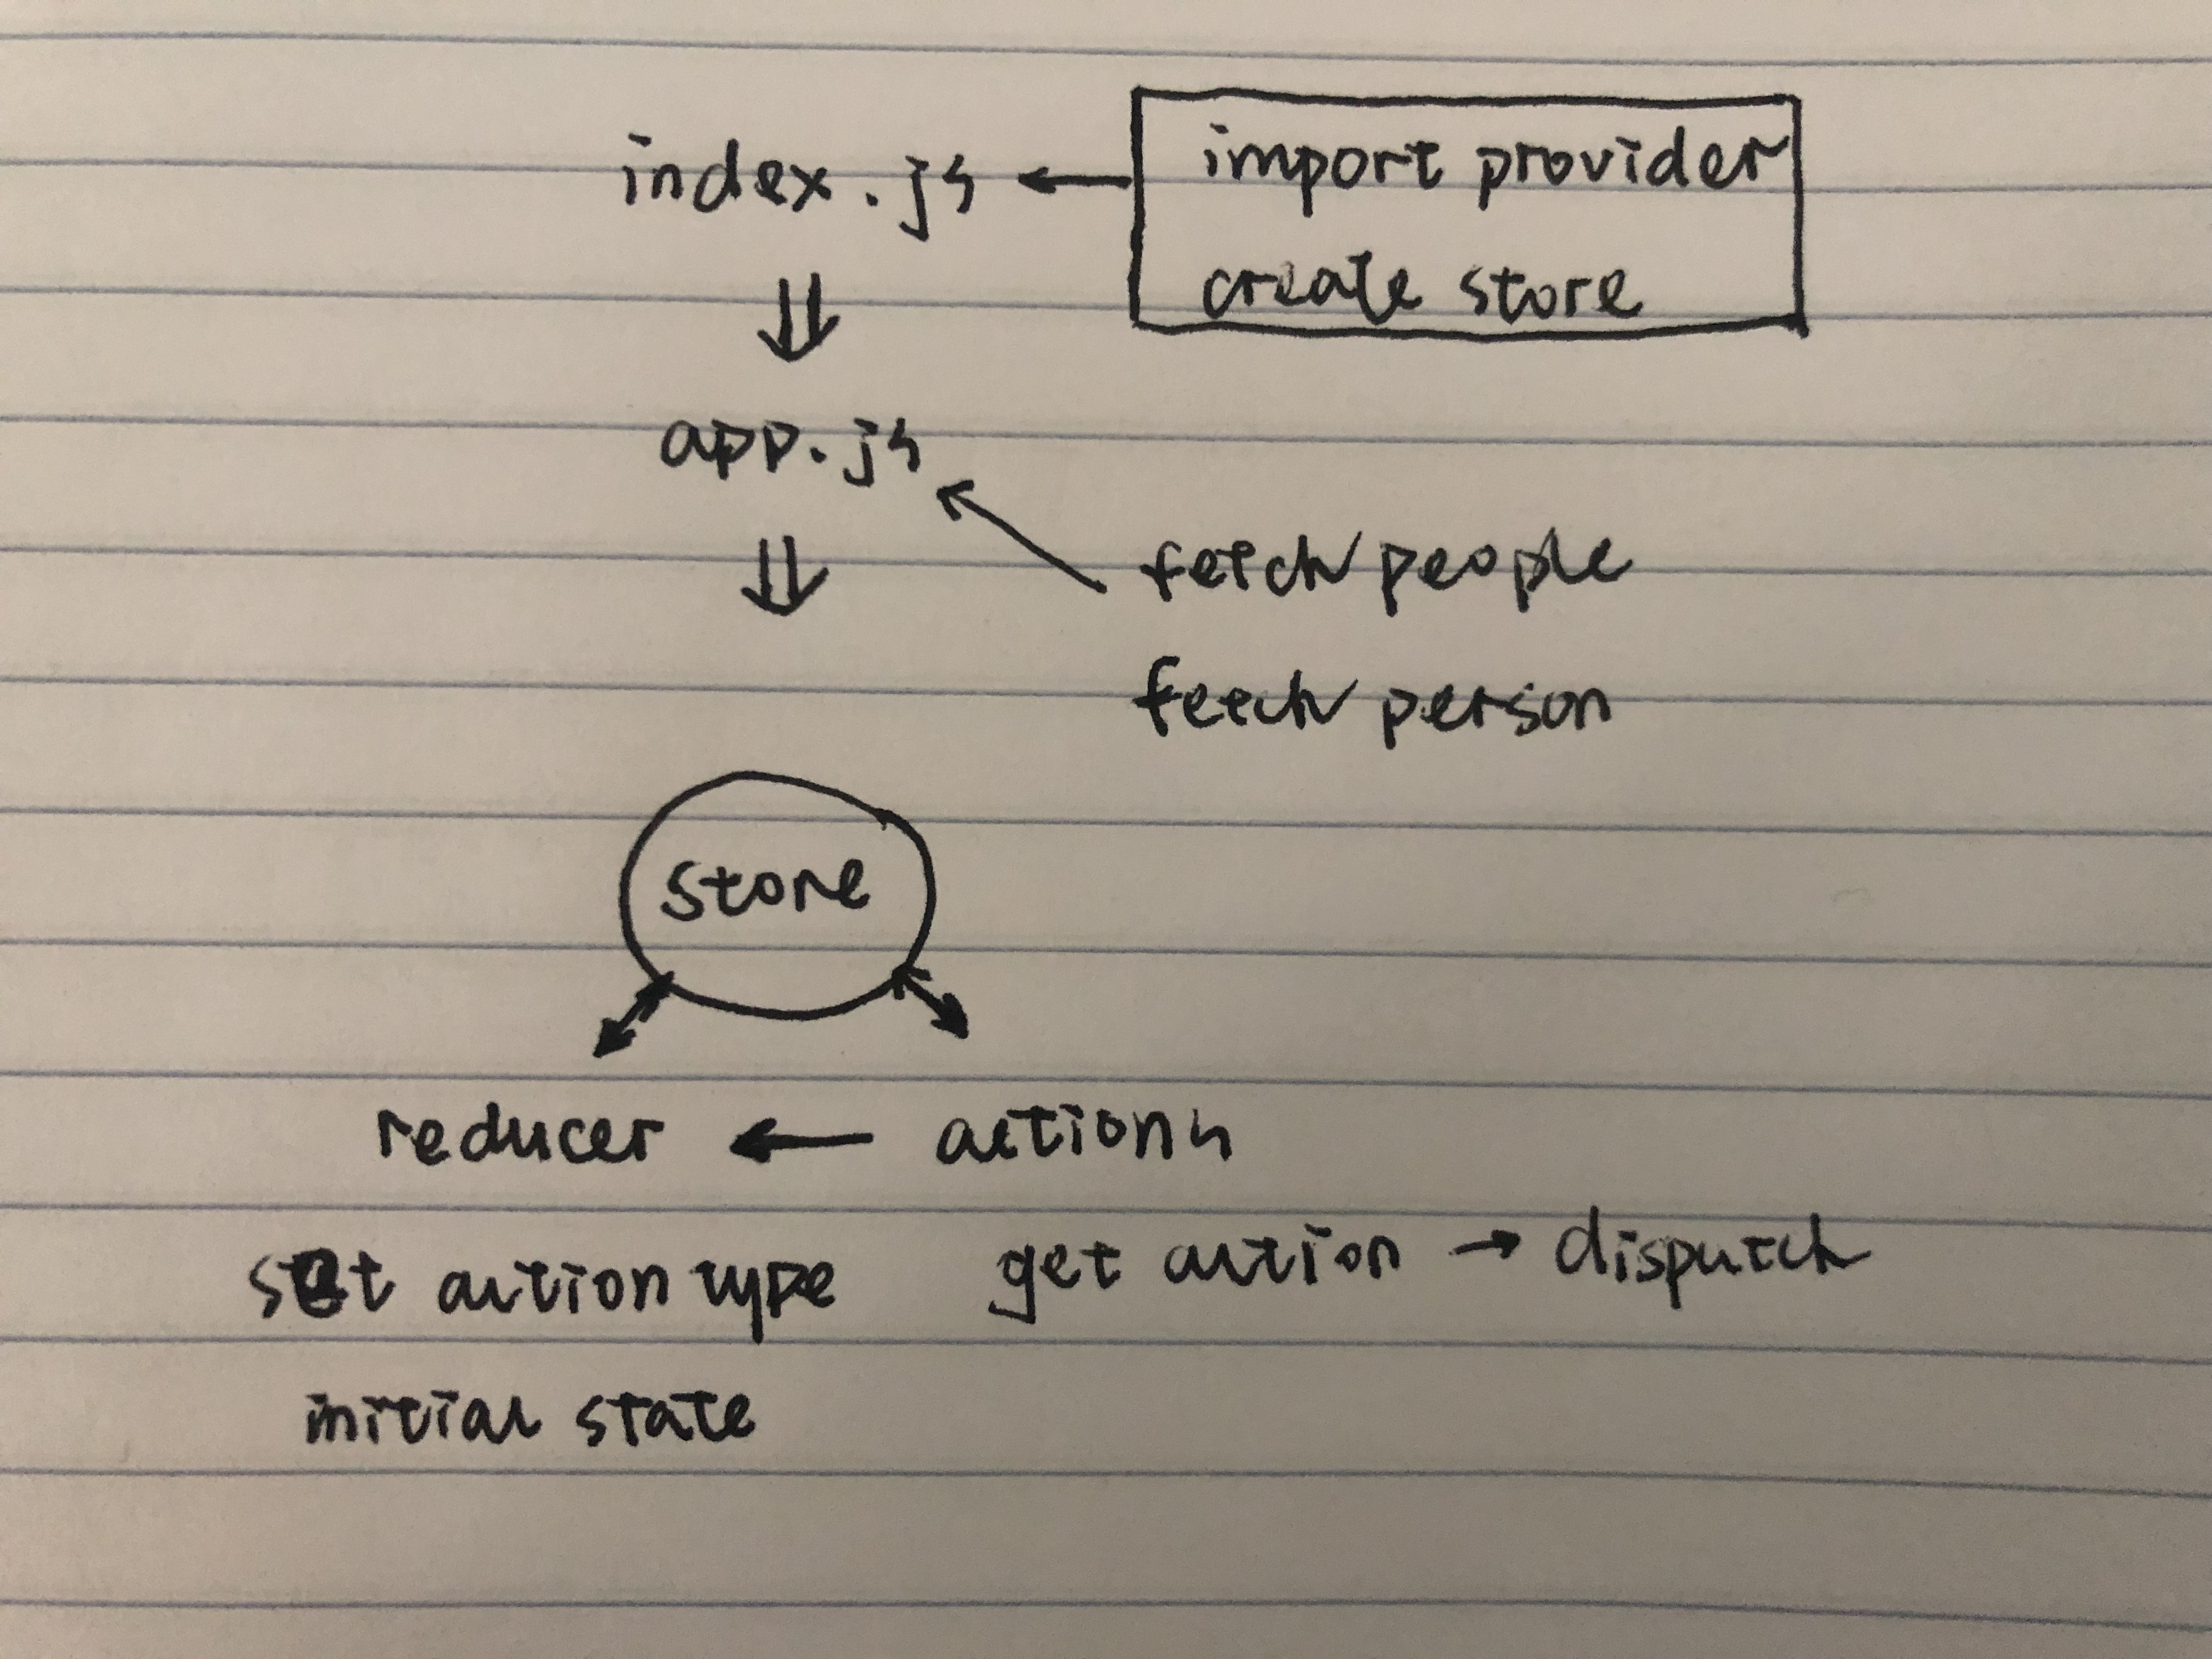 index.js ← import provider
create store
⇓
app.js
⇓
fetch people
fetch person
store
reducer ← actions
set action type
get action → dispatch
initial state